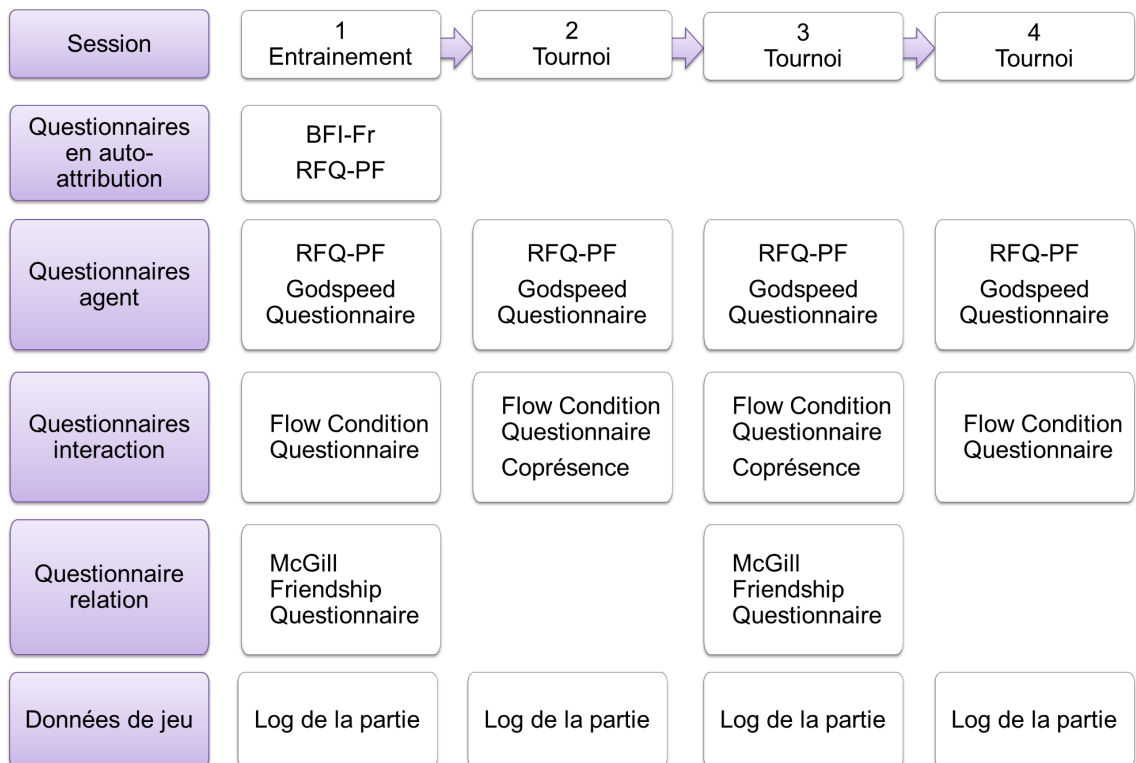 Session
1
Entrainement
2
Tournoi
3
Tournoi
4
Tournoi
Questionnaires
en auto-
attribution
BFI-Fr
RFQ-PF
Questionnaires
agent
RFQ-PF
Godspeed
Questionnaire
RFQ-PF
Godspeed
Questionnaire
RFQ-PF
Godspeed
Questionnaire
RFQ-PF
Godspeed
Questionnaire
Questionnaires
interaction
Flow Condition
Questionnaire
Flow Condition
Questionnaire
Coprésence
Flow Condition
Questionnaire
Coprésence
Flow Condition
Questionnaire
Questionnaire
relation
McGill
Friendship
Questionnaire
McGill
Friendship
Questionnaire
Données de jeu
Log de la partie
Log de la partie
Log de la partie
Log de la partie